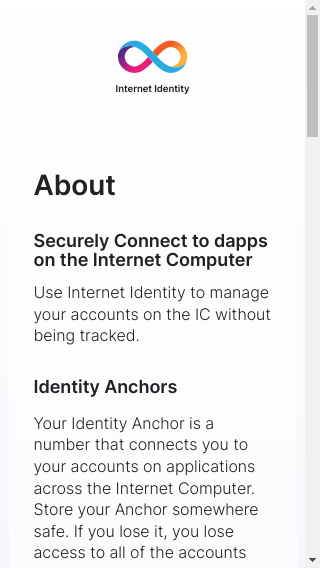 Internet Identity
About
Securely Connect to dapps
on the Internet Computer
Use Internet Identity to manage
your accounts on the IC without
being tracked.
Identity Anchors
Your Identity Anchor is a
number that connects you to
your accounts on applications
across the Internet Computer.
Store your Anchor somewhere
safe. If you lose it, you lose
access to all of the accounts